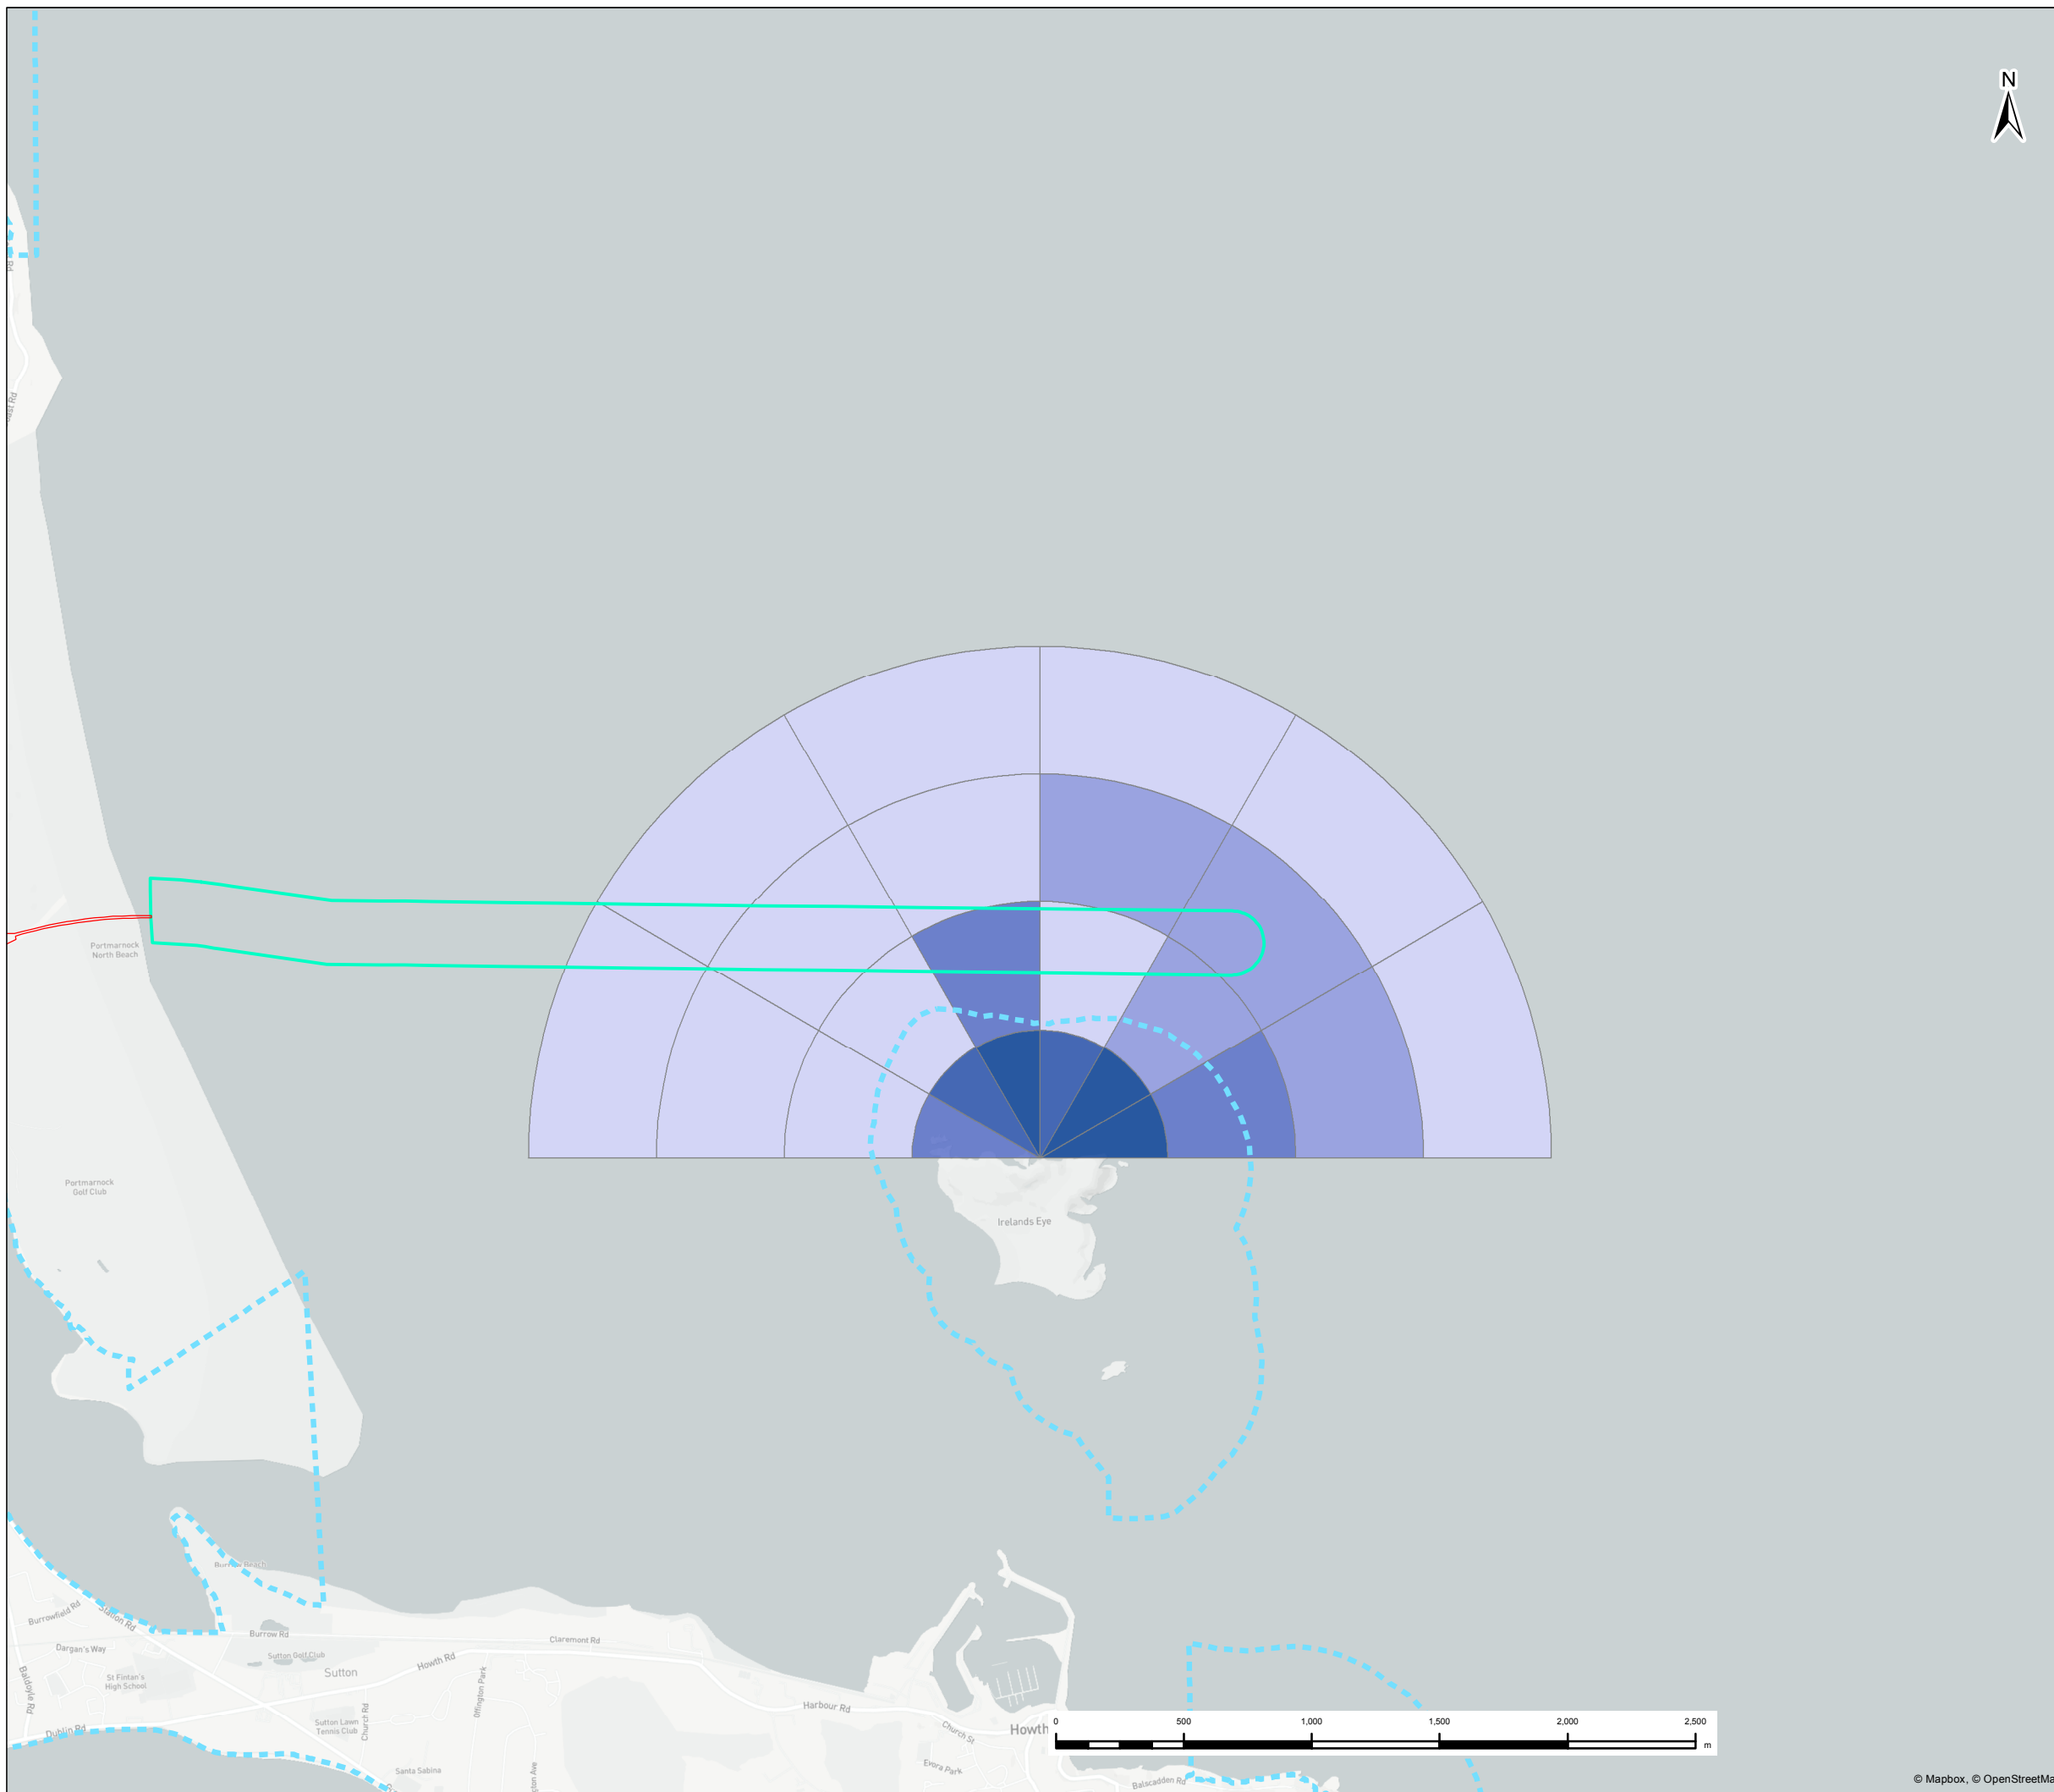 N
Rd
Portmarnock
North Beach
Portmarnock
Golf Club
Irelands Eye
Burrow Beach
Burrowfield Rd
Station Rd
Burrow Rd
Claremont Rd
Dargan's Way
Sutton Golf Club
St Fintan's
High School
Sutton
Howth Rd
Offington Park
Baldoyle Rd
Harbour Rd
Church Rd
Sutton Lawn
Tennis Club
Dublin Rd
Church St
Howth
0 500 1,000 1,500 2,000 2,500
m
Evora Park
Santa Sabina
Balscadden Rd
© Mapbox, © OpenStreetMa